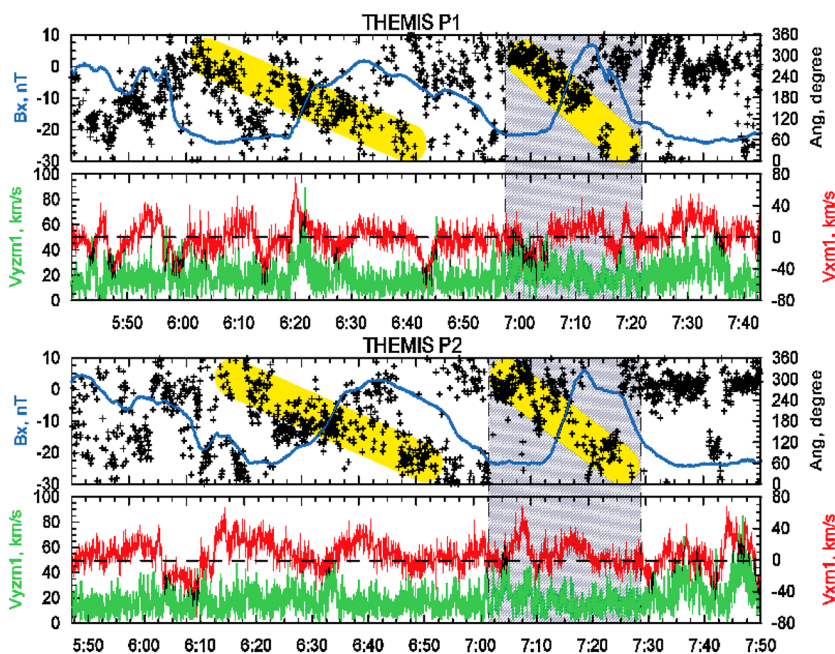 THEMIS P1
10 360
0 300
-10 240
-20 180
-30 120
60
0
Bx, nT
Ang, degree
100 80
80 40
60 0
40 -40
20 -80
0
Vyzm1, km/s
Vxm1, km/s
5:50 6:00 6:10 6:20 6:30 6:40 6:50 7:00 7:10 7:20 7:30 7:40
THEMIS P2
10 360
0 300
-10 240
-20 180
-30 120
60
0
Bx, nT
Ang, degree
100 80
80 40
60 0
40 -40
20 -80
0
Vyzm1, km/s
Vxm1, km/s
5:50 6:00 6:10 6:20 6:30 6:40 6:50 7:00 7:10 7:20 7:30 7:40 7:50